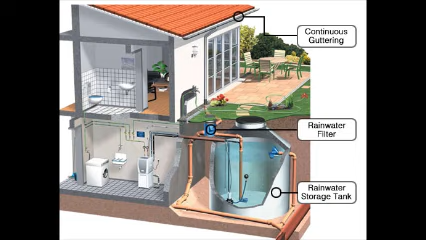 Continuous
Guttering
Rainwater
Filter
Rainwater
Storage Tank